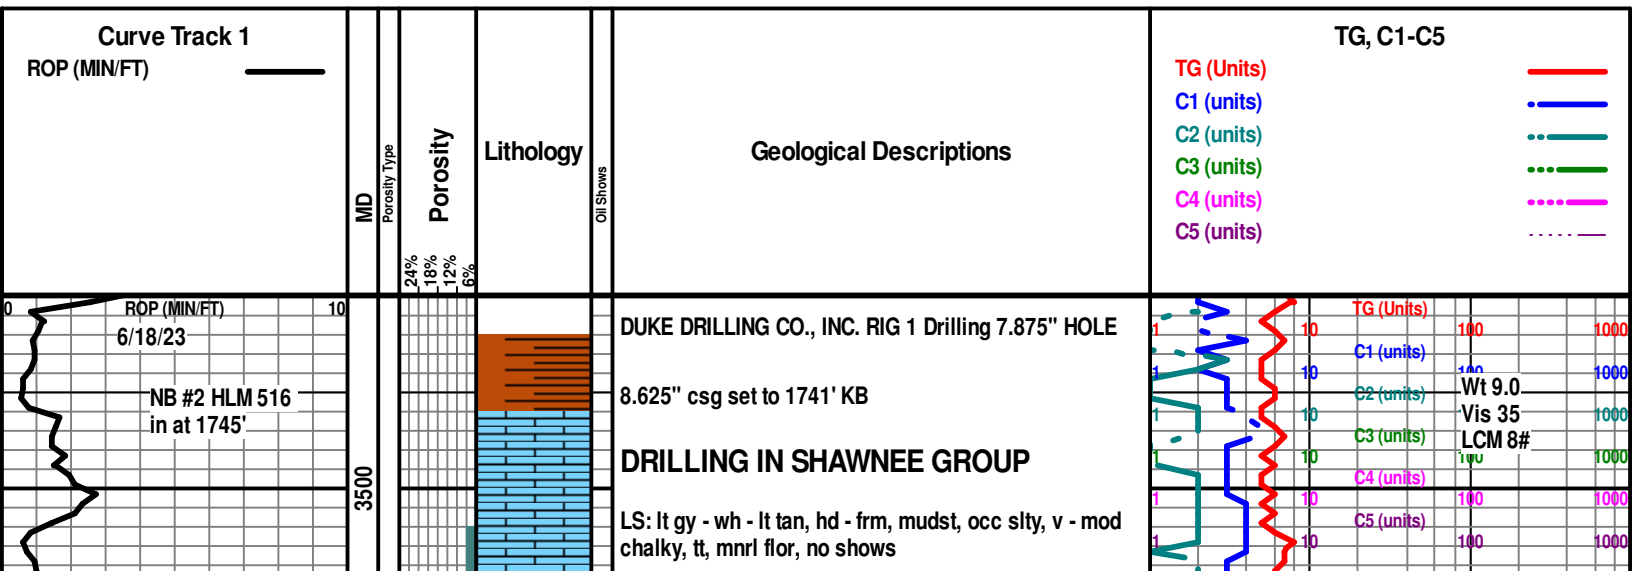 Curve Track 1
ROP (MIN/FT)
MD
Porosity Type
Porosity
24%
18%
12%
6%
Lithology
Oil Shows
Geological Descriptions
TG, C1-C5
TG (Units)
C1 (units)
C2 (units)
C3 (units)
C4 (units)
C5 (units)
0 ROP (MIN/FT) 10
6/18/23
NB #2 HLM 516
in at 1745'
3500
DUKE DRILLING CO., INC. RIG 1 Drilling 7.875" HOLE
8.625" csg set to 1741' KB
DRILLING IN SHAWNEE GROUP
LS: lt gy - wh - lt tan, hd - frm, mudst, occ slty, v - mod
chalky, tt, mnrl flor, no shows
TG (Units)
1 10 100 1000
C1 (units)
1 10 100 1000
C2 (units)
1 10 1000
C3 (units)
1 10 100 1000
C4 (units)
1 10 100 1000
C5 (units)
1 10 100 1000
Wt 9.0
Vis 35
LCM 8#